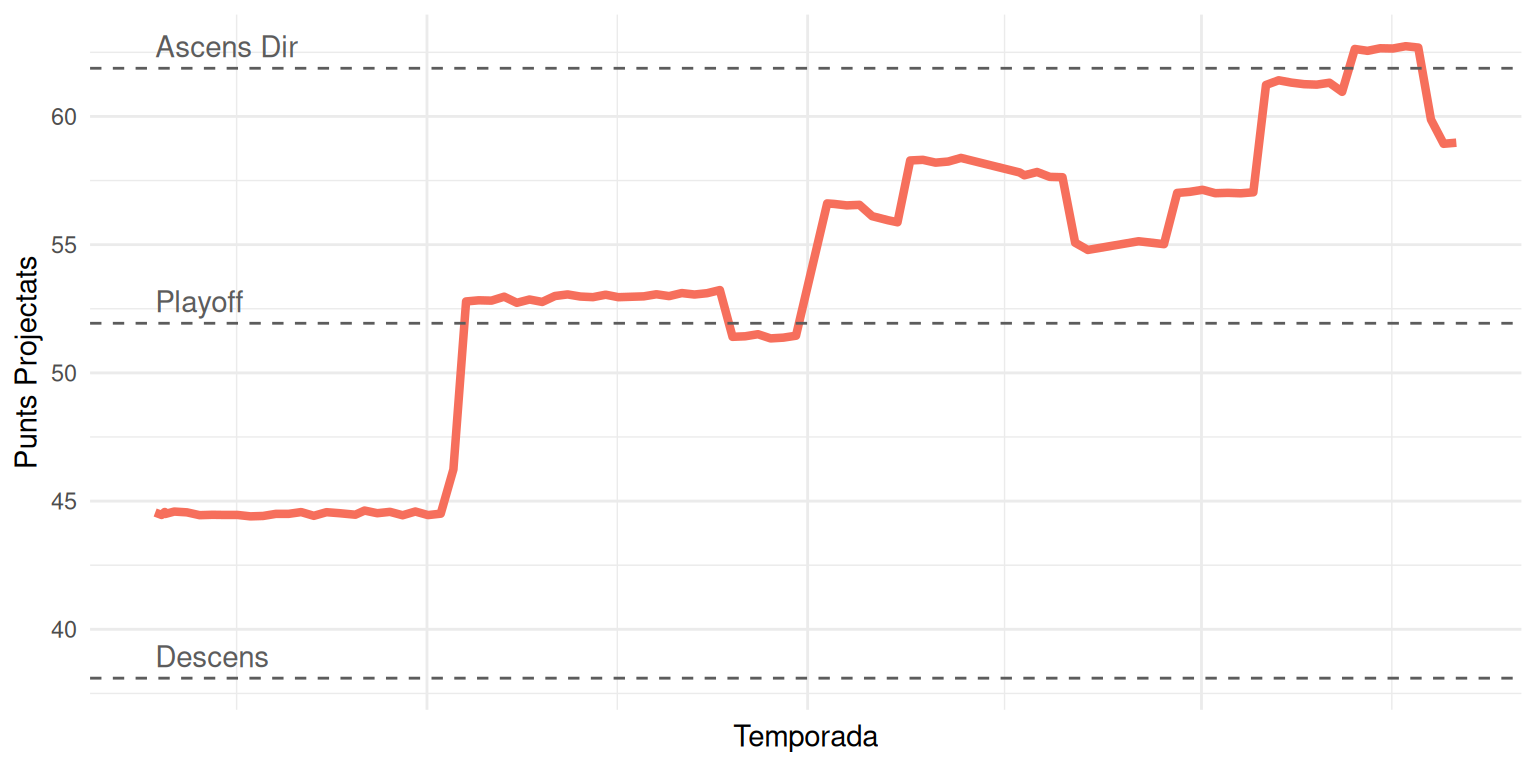 Ascens Dir
60
55
Playoff
50
45
40
Descens
Punts Projectats
Temporada